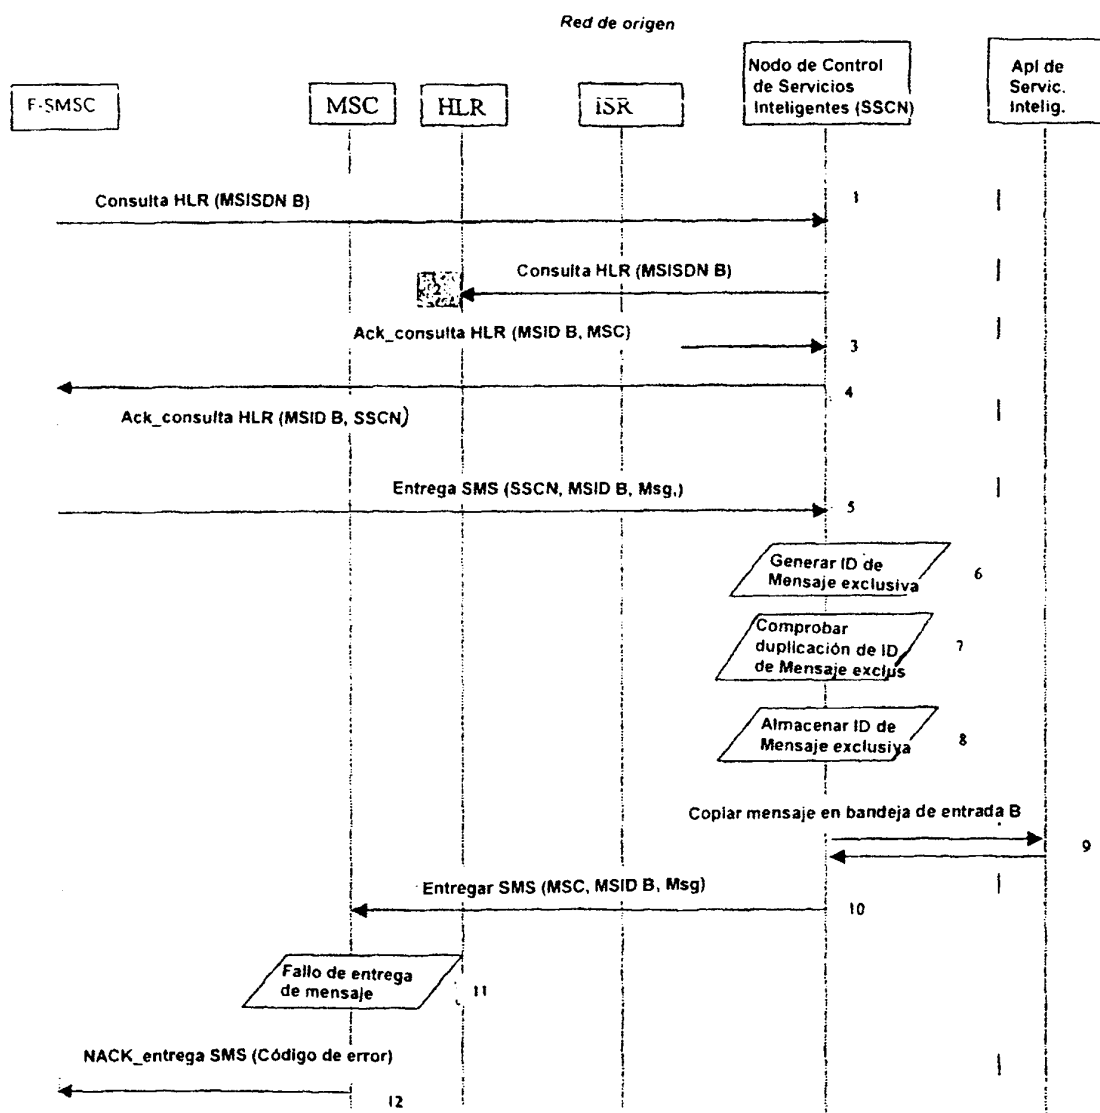 Red de origen
F-SMSC
MSC
HLR
ISR
Nodo de Control
de Servicios
Inteligentes (SSCN)
Apl de
Servic.
Intelig.
Consulta HLR (MSISDN B)
1
Consulta HLR (MSISDN B)
2
Ack_consulta HLR (MSID B, MSC)
3
4
Ack_consulta HLR (MSID B, SSCN)
Entrega SMS (SSCN, MSID B, Msg,)
5
Generar ID de
Mensaje exclusiva
6
Comprobar
duplicación de ID
de Mensaje exclus
7
Almacenar ID de
Mensaje exclusiva
8
Copiar mensaje en bandeja de entrada B
9
Entregar SMS (MSC, MSID B, Msg)
10
Fallo de entrega
de mensaje
11
NACK_entrega SMS (Código de error)
12